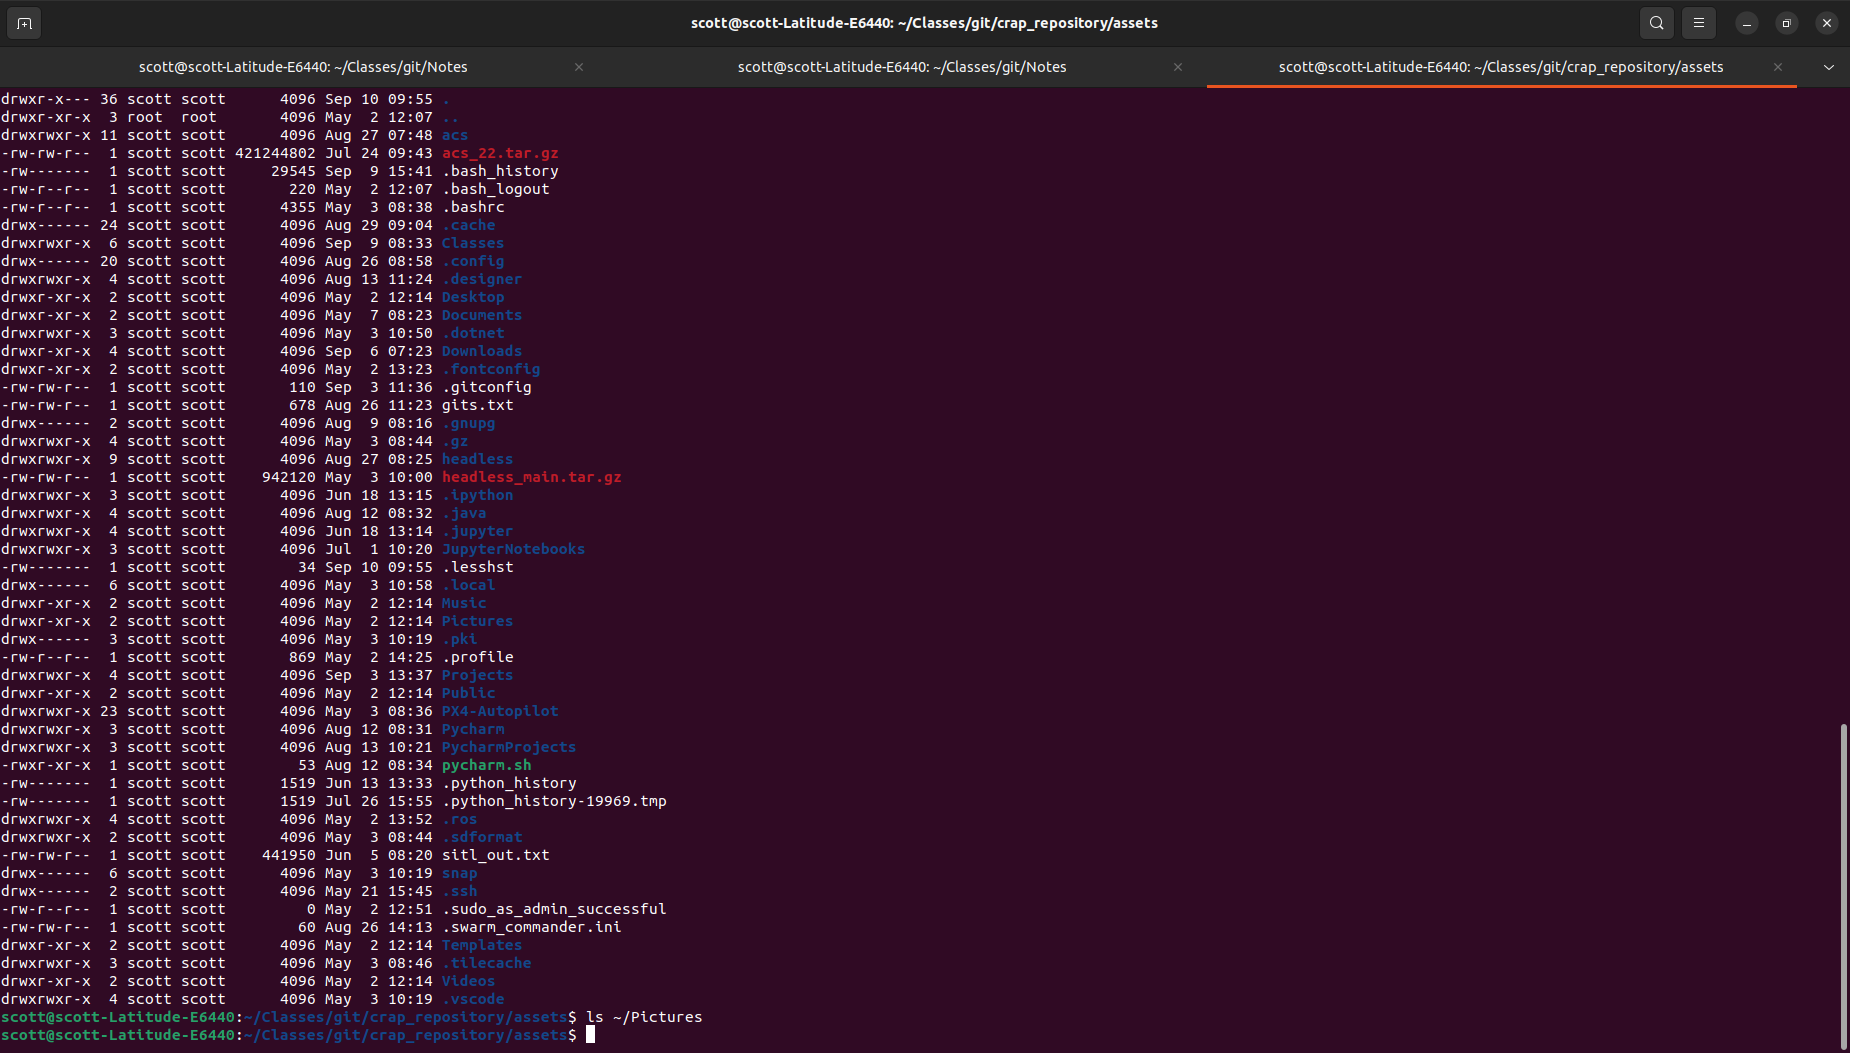 scott@scott-Latitude-E6440: ~/Classes/git/crap_repository/assets
scott@scott-Latitude-E6440: ~/Classes/git/Notes
scott@scott-Latitude-E6440: ~/Classes/git/Notes
scott@scott-Latitude-E6440: ~/Classes/git/crap_repository/assets
drwxr-x--- 36 scott scott      4096 Sep 10 09:55 .
drwxr-xr-x  3 root  root       4096 May  2 12:07 ..
drwxrwxr-x 11 scott scott      4096 Aug 27 07:48 acs
-rw-rw-r--  1 scott scott 421244802 Jul 24 09:43 acs_22.tar.gz
-rw-------  1 scott scott     29545 Sep  9 15:41 .bash_history
-rw-r--r--  1 scott scott       220 May  2 12:07 .bash_logout
-rw-r--r--  1 scott scott      4355 May  3 08:38 .bashrc
drwx------ 24 scott scott      4096 Aug 29 09:04 .cache
drwxrwxr-x  6 scott scott      4096 Sep  9 08:33 Classes
drwx------ 20 scott scott      4096 Aug 26 08:58 .config
drwxrwxr-x  4 scott scott      4096 Aug 13 11:24 .designer
drwxr-xr-x  2 scott scott      4096 May  2 12:14 Desktop
drwxr-xr-x  2 scott scott      4096 May  7 08:23 Documents
drwxrwxr-x  3 scott scott      4096 May  3 10:50 .dotnet
drwxr-xr-x  4 scott scott      4096 Sep  6 07:23 Downloads
drwxr-xr-x  2 scott scott      4096 May  2 13:23 .fontconfig
-rw-rw-r--  1 scott scott       110 Sep  3 11:36 .gitconfig
-rw-rw-r--  1 scott scott       678 Aug 26 11:23 gits.txt
drwx------  2 scott scott      4096 Aug  9 08:16 .gnupg
drwxrwxr-x  4 scott scott      4096 May  3 08:44 .gz
drwxrwxr-x  9 scott scott      4096 Aug 27 08:25 headless
-rw-rw-r--  1 scott scott    942120 May  3 10:00 headless_main.tar.gz
drwxrwxr-x  3 scott scott      4096 Jun 18 13:15 .ipython
drwxrwxr-x  4 scott scott      4096 Aug 12 08:32 .java
drwxrwxr-x  4 scott scott      4096 Jun 18 13:14 .jupyter
drwxrwxr-x  3 scott scott      4096 Jul  1 10:20 JupyterNotebooks
-rw-------  1 scott scott        34 Sep 10 09:55 .lesshst
drwx------  6 scott scott      4096 May  3 10:58 .local
drwxr-xr-x  2 scott scott      4096 May  2 12:14 Music
drwxr-xr-x  2 scott scott      4096 May  2 12:14 Pictures
drwx------  3 scott scott      4096 May  3 10:19 .pki
-rw-r--r--  1 scott scott       869 May  2 14:25 .profile
drwxrwxr-x  4 scott scott      4096 Sep  3 13:37 Projects
drwxr-xr-x  2 scott scott      4096 May  2 12:14 Public
drwxrwxr-x 23 scott scott      4096 May  3 08:36 PX4-Autopilot
drwxrwxr-x  3 scott scott      4096 Aug 12 08:31 Pycharm
drwxrwxr-x  3 scott scott      4096 Aug 13 10:21 PycharmProjects
-rwxr-xr-x  1 scott scott        53 Aug 12 08:34 pycharm.sh
-rw-------  1 scott scott      1519 Jun 13 13:33 .python_history
-rw-------  1 scott scott      1519 Jul 26 15:55 .python_history-19969.tmp
drwxrwxr-x  4 scott scott      4096 May  2 13:52 .ros
drwxrwxr-x  2 scott scott      4096 May  3 08:44 .sdformat
-rw-rw-r--  1 scott scott    441950 Jun  5 08:20 sitl_out.txt
drwx------  6 scott scott      4096 May  3 10:19 snap
drwx------  2 scott scott      4096 May 21 15:45 .ssh
-rw-r--r--  1 scott scott         0 May  2 12:51 .sudo_as_admin_successful
-rw-rw-r--  1 scott scott        60 Aug 26 14:13 .swarm_commander.ini
drwxr-xr-x  2 scott scott      4096 May  2 12:14 Templates
drwxrwxr-x  3 scott scott      4096 May  3 08:46 .tilecache
drwxr-xr-x  2 scott scott      4096 May  2 12:14 Videos
drwxrwxr-x  4 scott scott      4096 May  3 10:19 .vscode
scott@scott-Latitude-E6440:~/Classes/git/crap_repository/assets$ ls ~/Pictures
scott@scott-Latitude-E6440:~/Classes/git/crap_repository/assets$